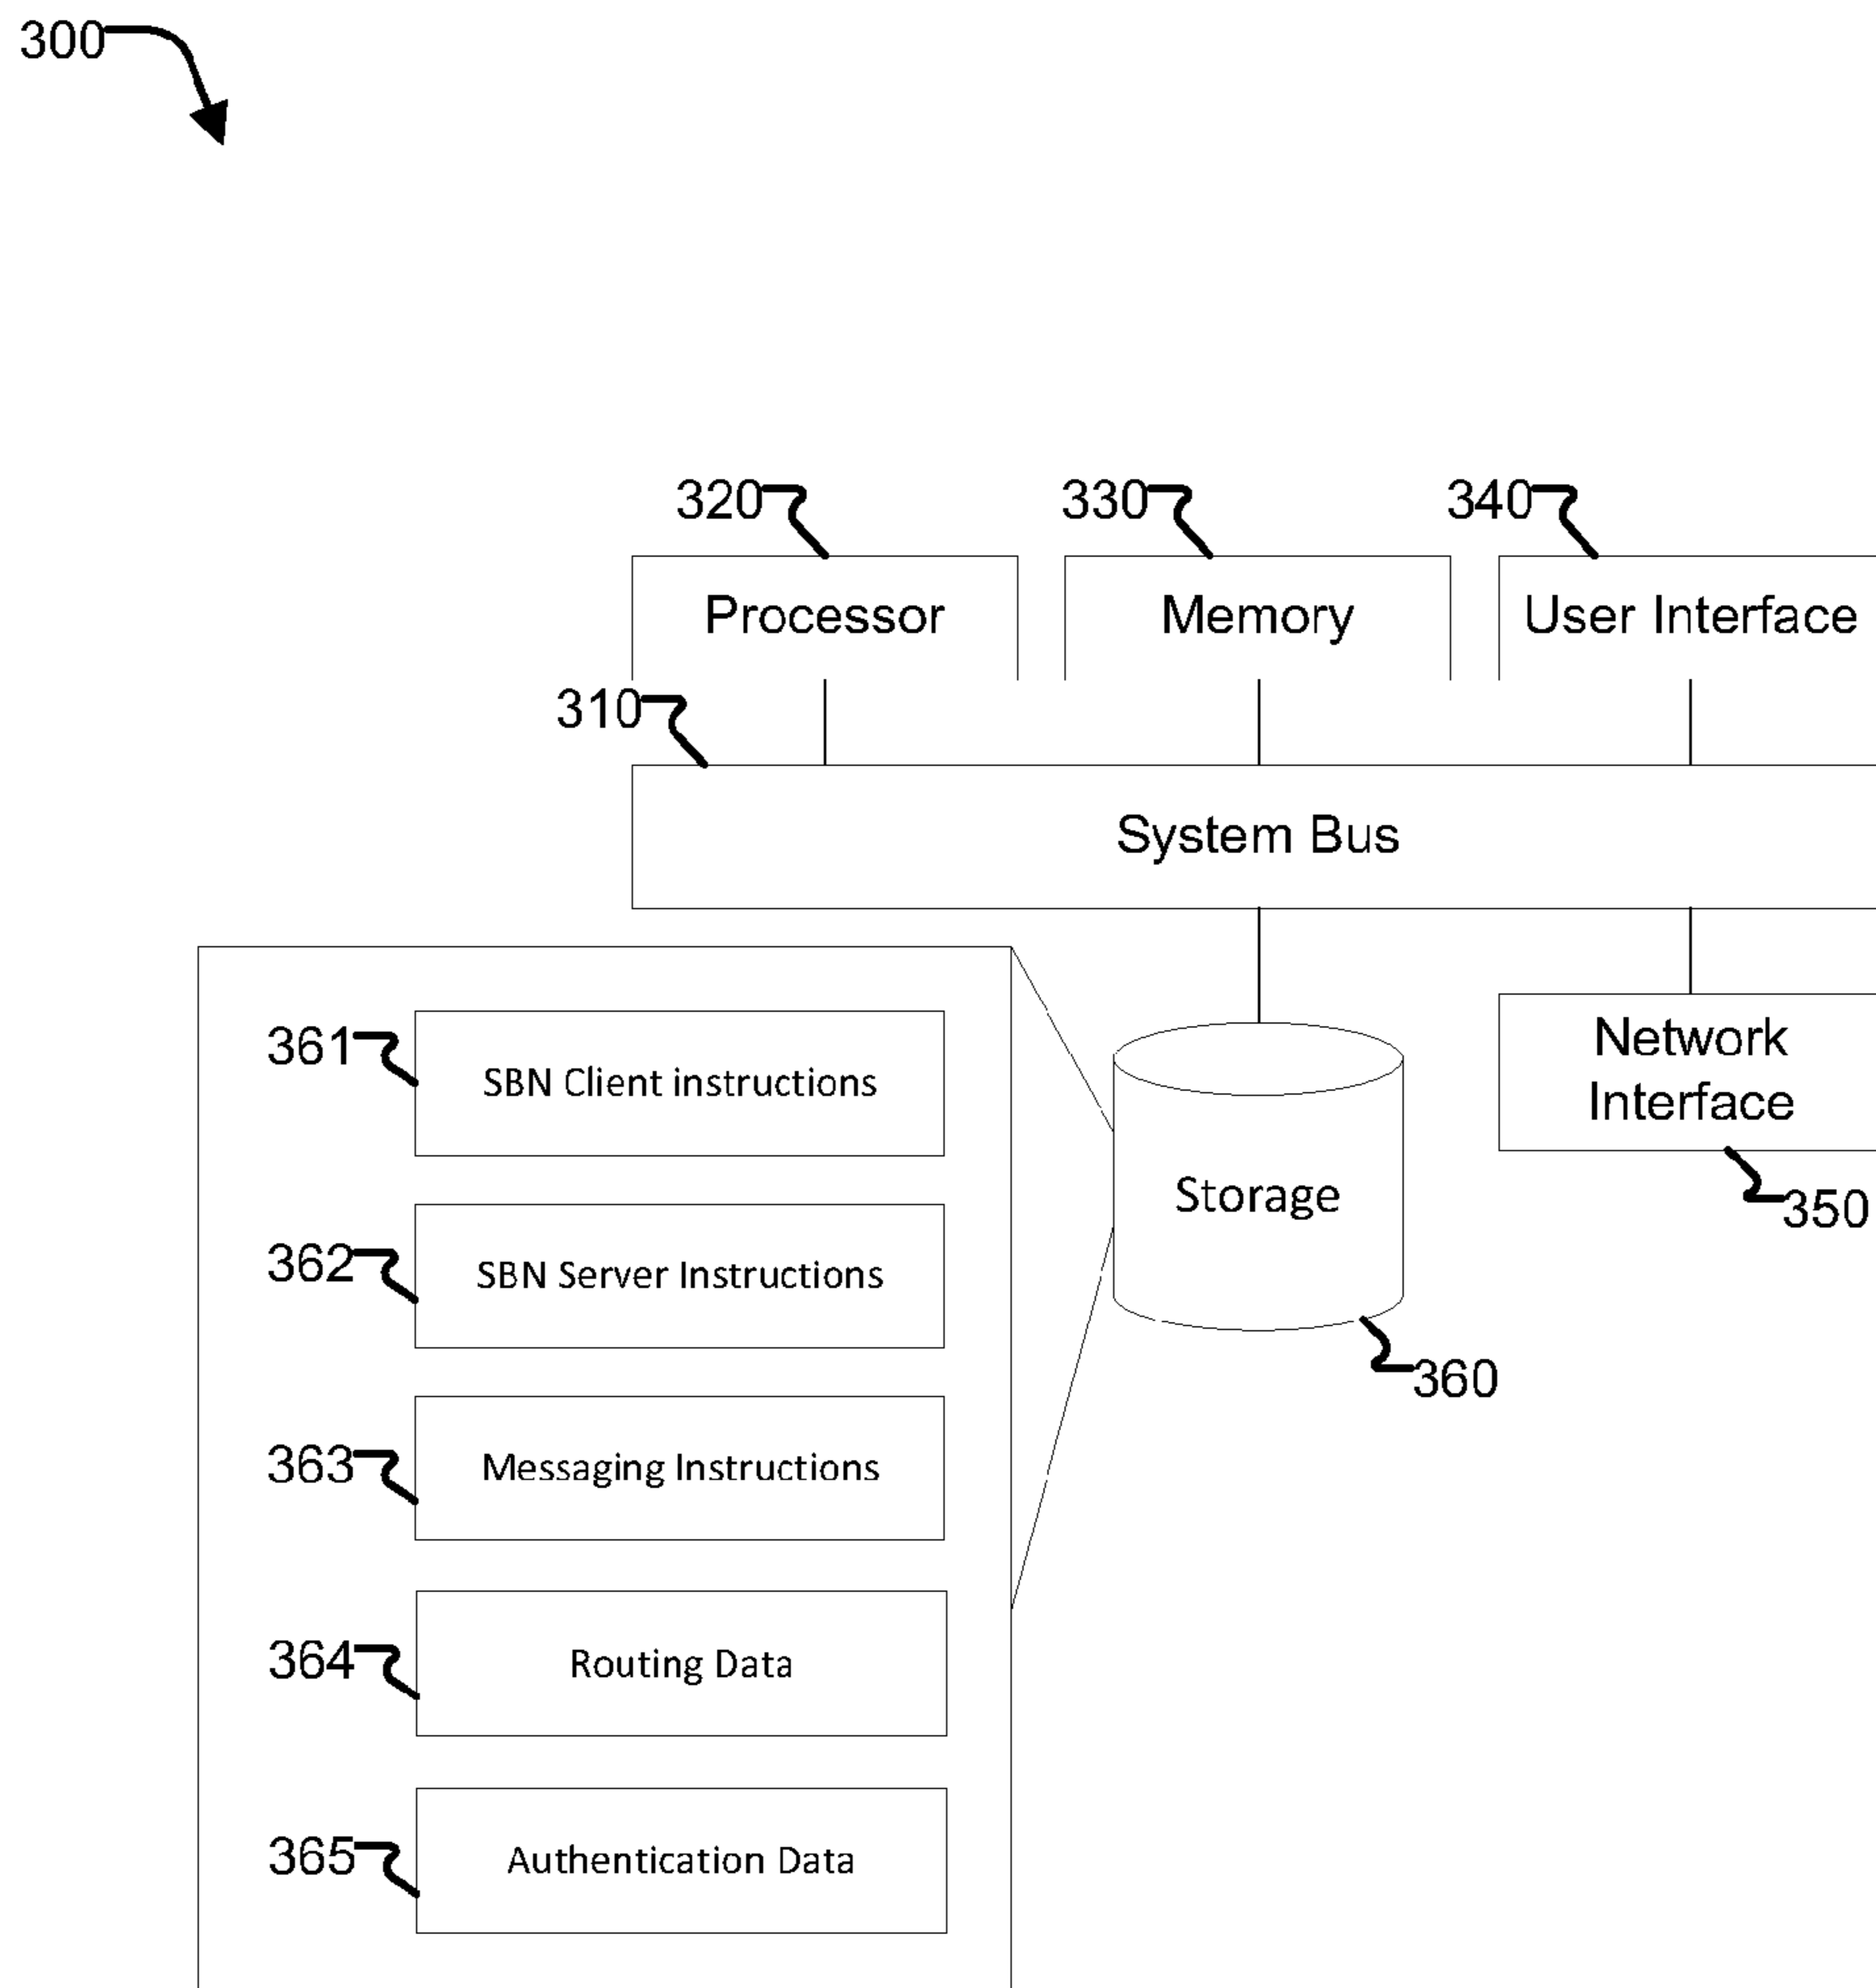 300
320
330
340
Processor
Memory
User Interface
310
System Bus
361
SBN Client instructions
Network
Interface
Storage
350
362
SBN Server Instructions
360
363
Messaging Instructions
364
Routing Data
365
Authentication Data